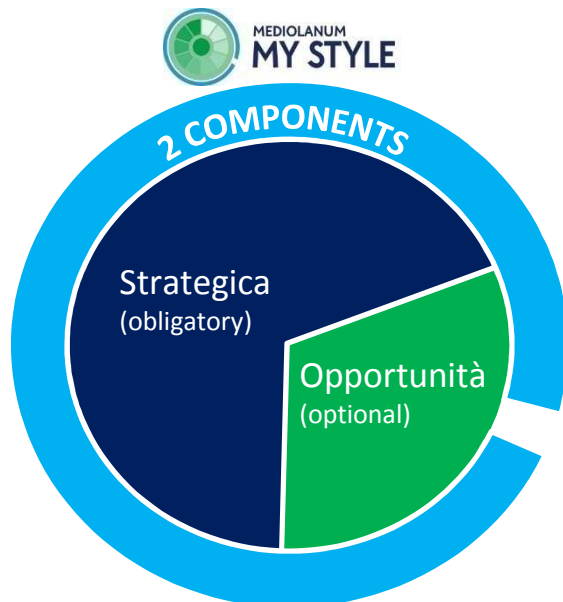 MEDIOLANUM
MY STYLE
2 COMPONENTS
Strategica
(obligatory)
Opportunità
(optional)